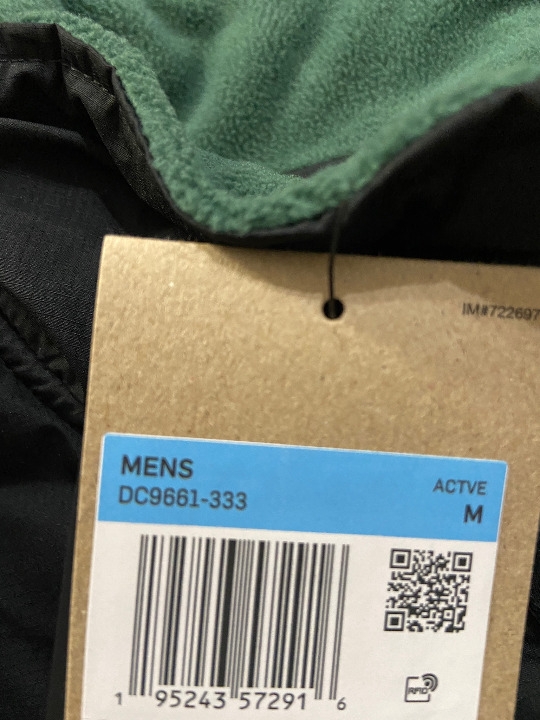 IM#722697
MENS
DC9661-333
ACTVE
M
1 95243 57291 6
RFID